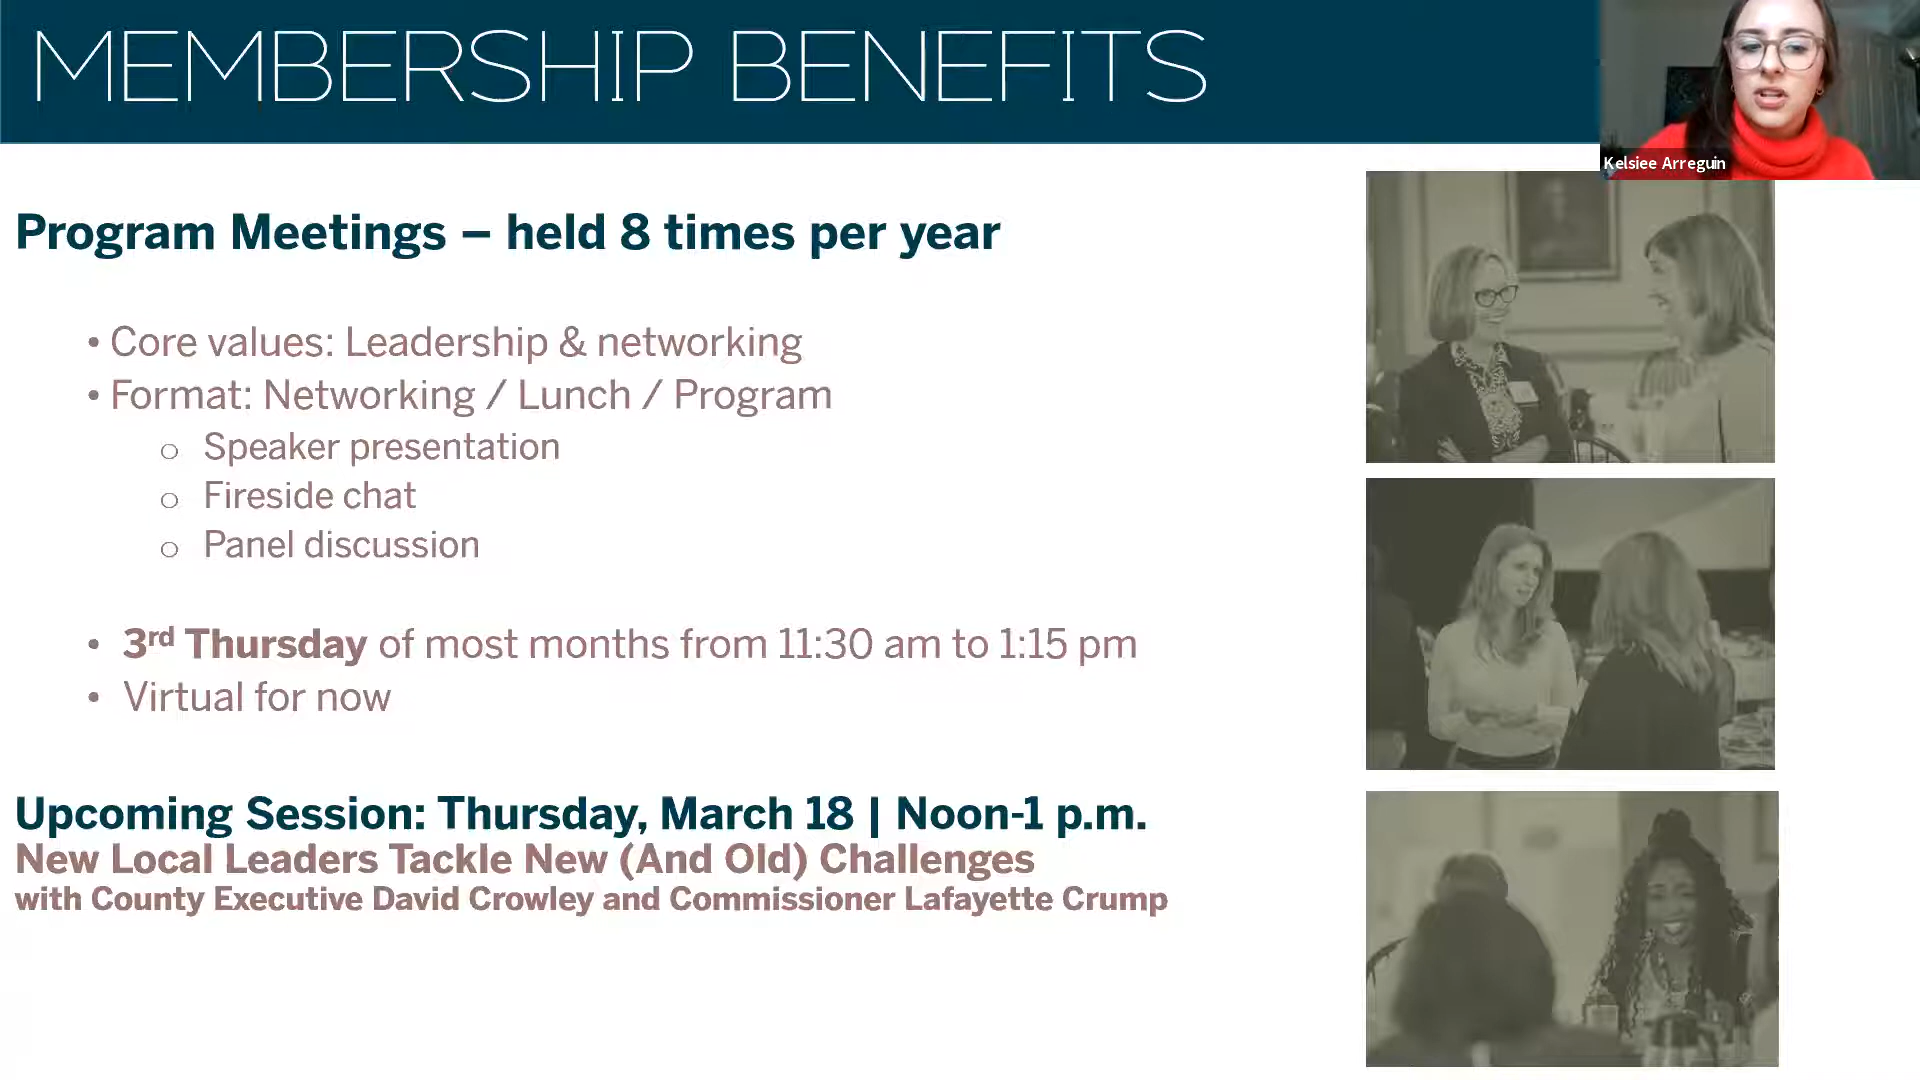 MEMBERSHIP BENEFITS
Kelsiee Arreguin
Program Meetings – held 8 times per year
• Core values: Leadership & networking
• Format: Networking / Lunch / Program
o Speaker presentation
o Fireside chat
o Panel discussion
• 3rd Thursday of most months from 11:30 am to 1:15 pm
• Virtual for now
Upcoming Session: Thursday, March 18 | Noon-1 p.m.
New Local Leaders Tackle New (And Old) Challenges
with County Executive David Crowley and Commissioner Lafayette Crump